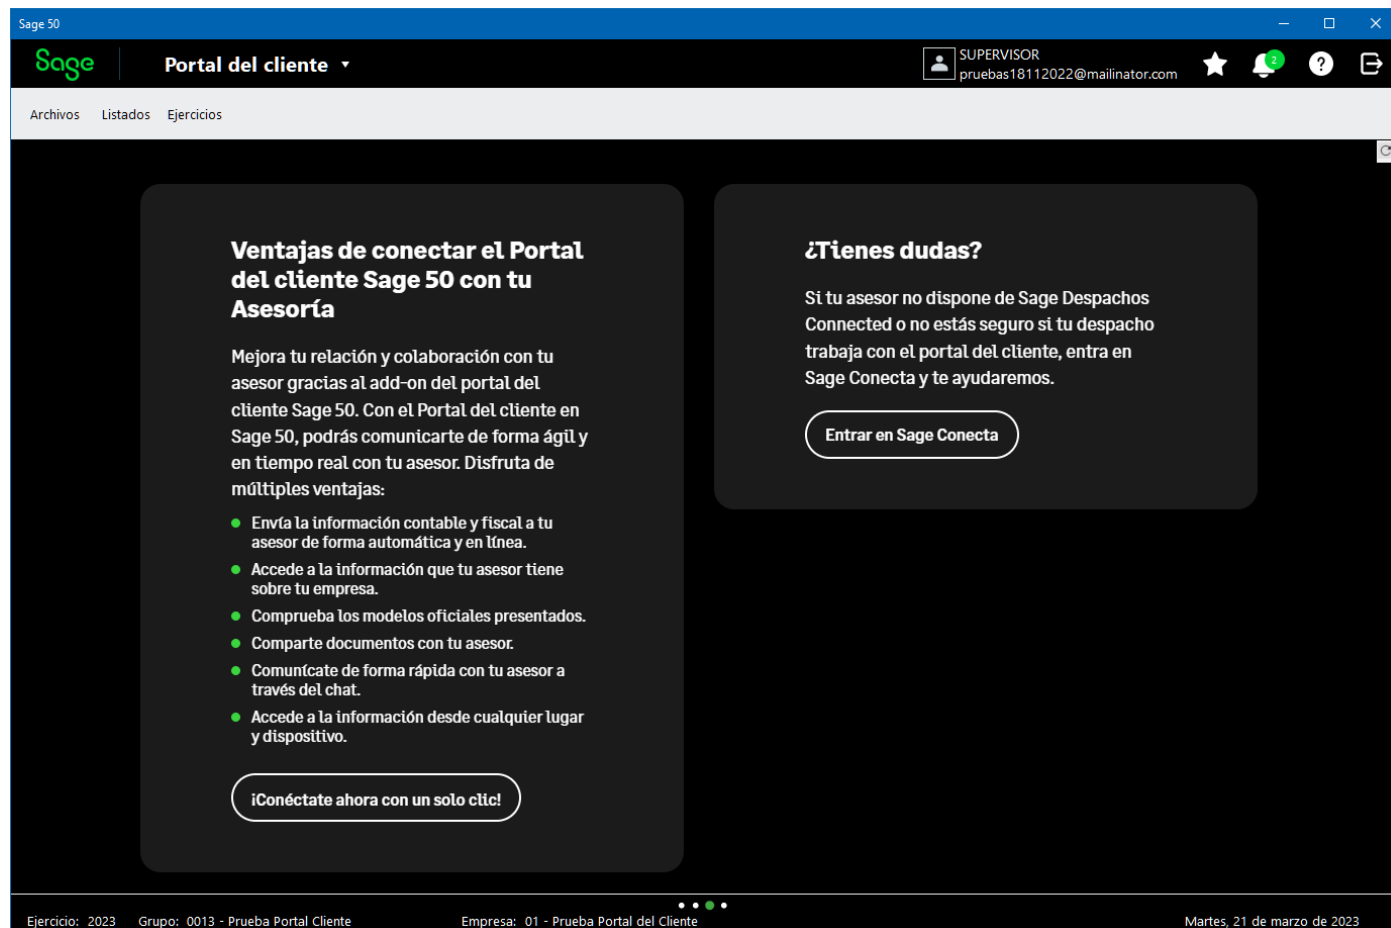 Sage 50
Sage
Portal del cliente
SUPERVISOR
pruebas18112022@mailinator.com
2
?
Archivos Listados Ejercicios
Ventajas de conectar el Portal
del cliente Sage 50 con tu
Asesoría
Mejora tu relación y colaboración con tu
asesor gracias al add-on del portal del
cliente Sage 50. Con el Portal del cliente en
Sage 50, podrás comunicarte de forma ágil y
en tiempo real con tu asesor. Disfruta de
múltiples ventajas:
Envía la información contable y fiscal a tu
asesor de forma automática y en línea.
Accede a la información que tu asesor tiene
sobre tu empresa.
Comprueba los modelos oficiales presentados.
Comparte documentos con tu asesor.
Comunícate de forma rápida con tu asesor a
través del chat.
Accede a la información desde cualquier lugar
y dispositivo.
¡Conéctate ahora con un solo clic!
¿Tienes dudas?
Si tu asesor no dispone de Sage Despachos
Connected o no estás seguro si tu despacho
trabaja con el portal del cliente, entra en
Sage Conecta y te ayudaremos.
Entrar en Sage Conecta
Ejercicio: 2023 Grupo: 0013 - Prueba Portal Cliente Empresa: 01 - Prueba Portal del Cliente Martes, 21 de marzo de 2023